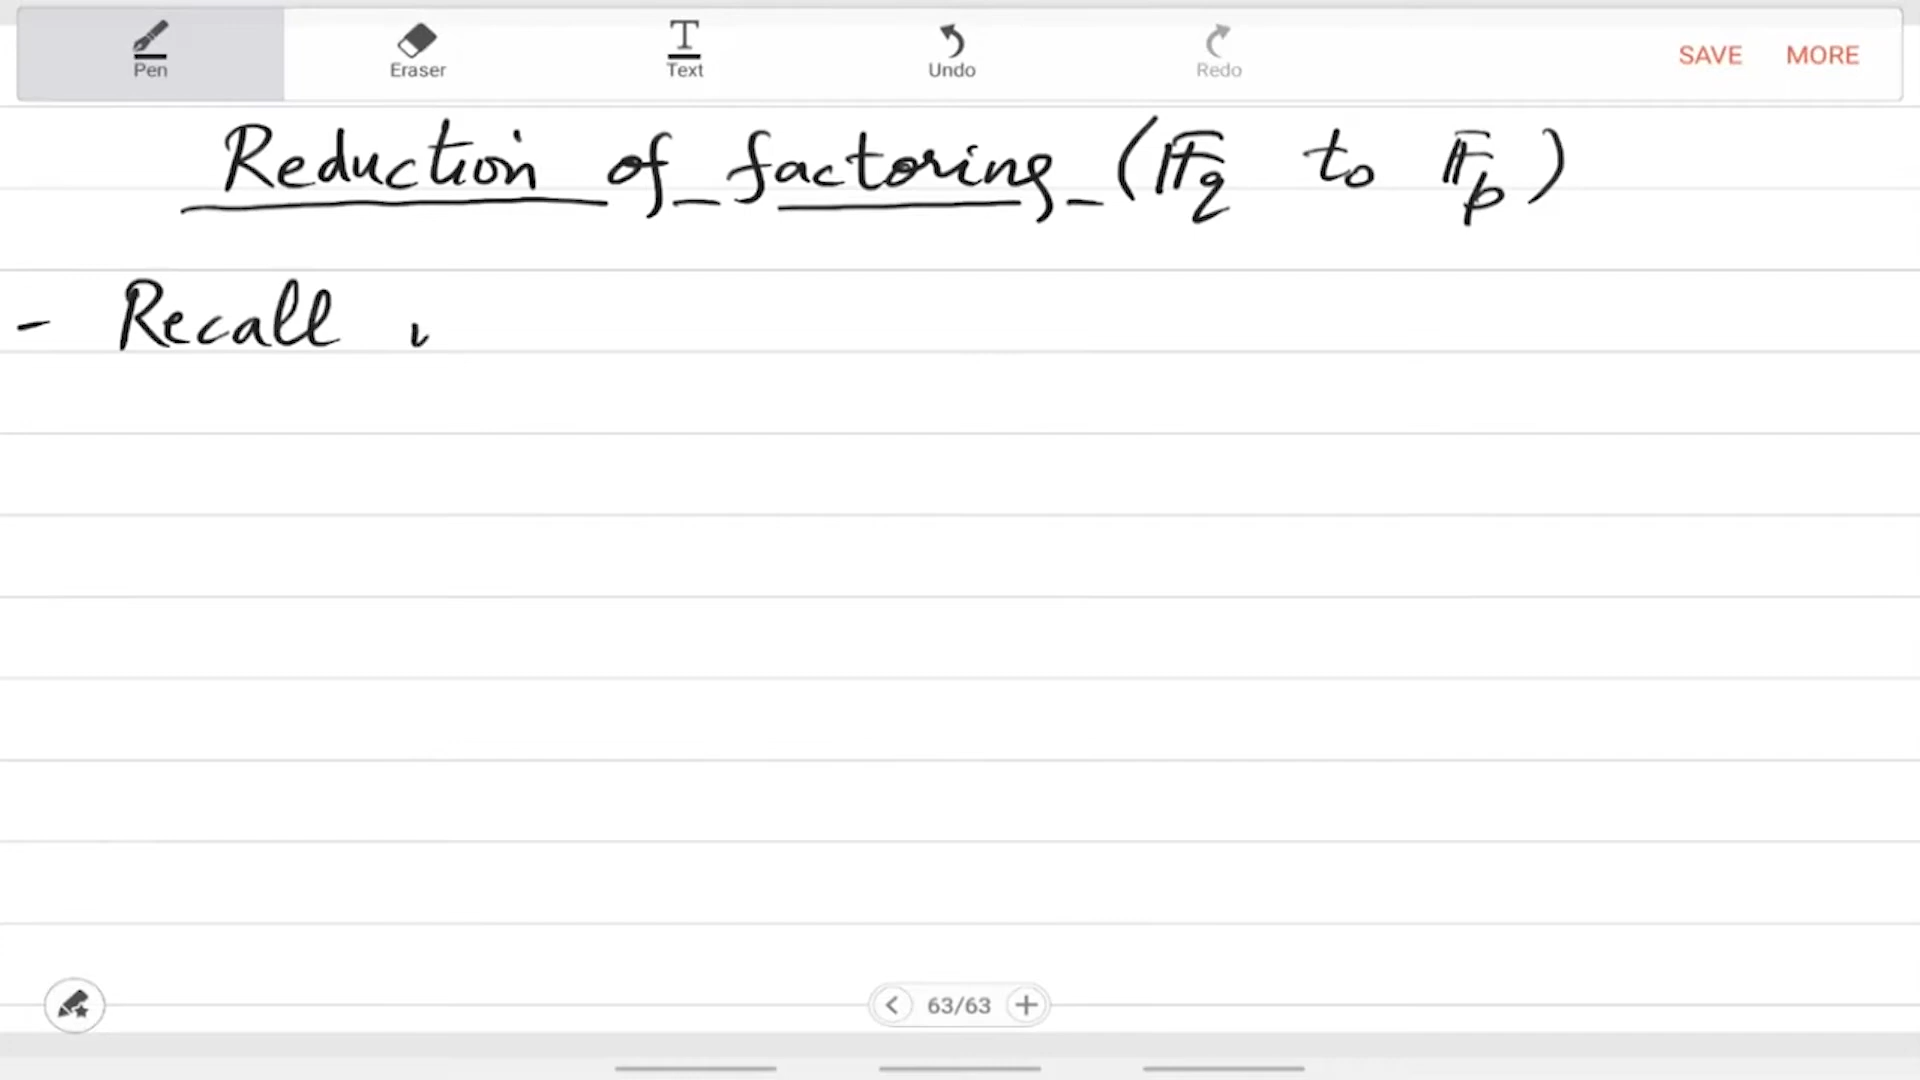 Pen Eraser Text Undo Redo SAVE MORE
Reduction of factoring (𝔽q to 𝔽p)
- Recall
63/63